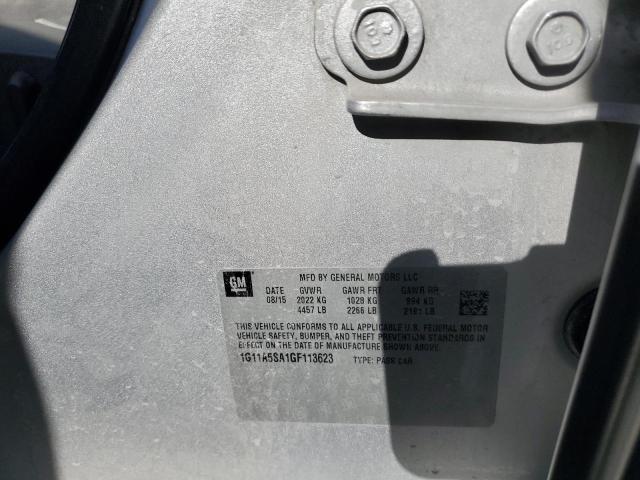 GM
MFD BY GENERAL MOTORS LLC
DATE GVWR GAWR FRT GAWR RR
08/15 2022 KG 1028 KG 994 KG
4457 LB 2266 LB 2191 LB
THIS VEHICLE CONFORMS TO ALL APPLICABLE U.S. FEDERAL MOTOR
VEHICLE SAFETY, BUMPER, AND THEFT PREVENTION STANDARDS IN
EFFECT ON THE DATE OF MANUFACTURE SHOWN ABOVE.
1G11A5SA1GF113623 TYPE: PASS CAR